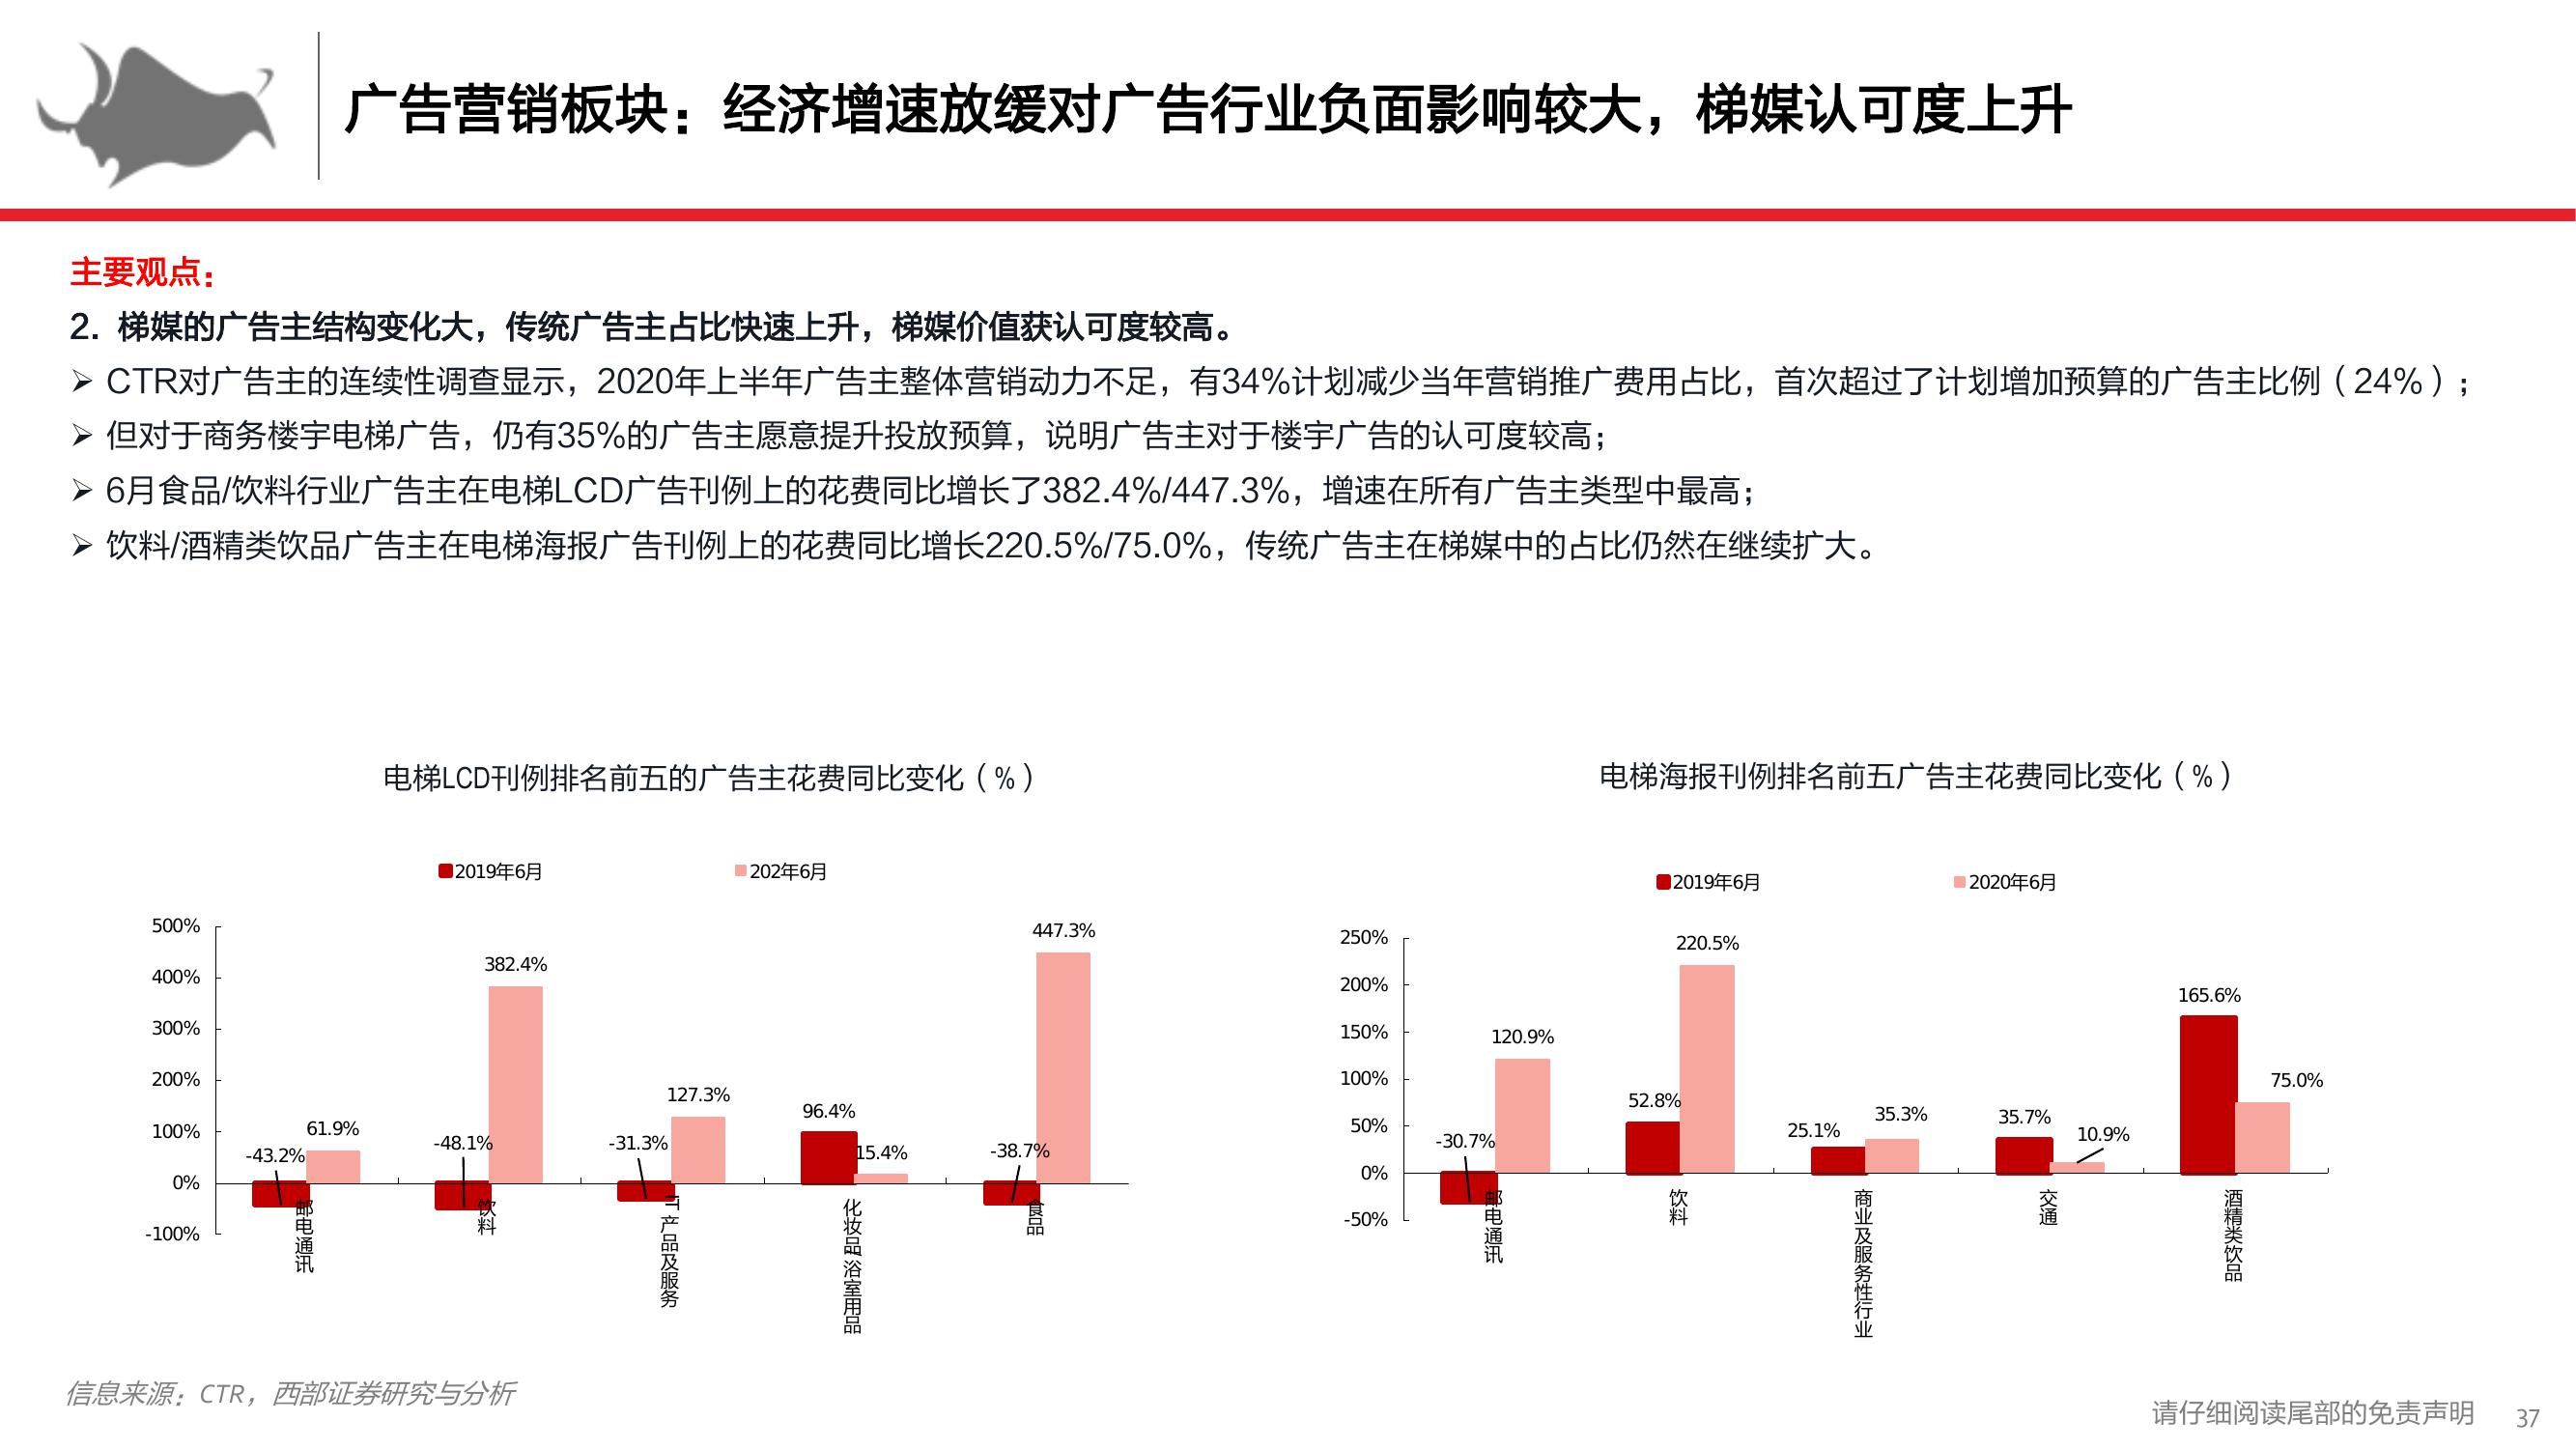 广告营销板块：经济增速放缓对广告行业负面影响较大，梯媒认可度上升
主要观点：
2. 梯媒的广告主结构变化大，传统广告主占比快速上升，梯媒价值获认可度较高。
➢ CTR对广告主的连续性调查显示，2020年上半年广告主整体营销动力不足，有34%计划减少当年营销推广费用占比，首次超过了计划增加预算的广告主比例（24%）；
➢ 但对于商务楼宇电梯广告，仍有35%的广告主愿意提升投放预算，说明广告主对于楼宇广告的认可度较高；
➢ 6月食品/饮料行业广告主在电梯LCD广告刊例上的花费同比增长了382.4%/447.3%，增速在所有广告主类型中最高；
➢ 饮料/酒精类饮品广告主在电梯海报广告刊例上的花费同比增长220.5%/75.0%，传统广告主在梯媒中的占比仍然在继续扩大。
电梯LCD刊例排名前五的广告主花费同比变化（%）
2019年6月 202年6月
500%
400%
300%
200%
100%
0%
-100%
-43.2% 61.9%
-48.1% 382.4%
-31.3% 127.3%
96.4% 15.4%
-38.7% 447.3%
邮电通讯
饮料
IT产品及服务
化妆品/浴室用品
食品
电梯海报刊例排名前五广告主花费同比变化（%）
2019年6月 2020年6月
250%
200%
150%
100%
50%
0%
-50%
-30.7% 120.9%
52.8% 220.5%
25.1% 35.3%
35.7% 10.9%
165.6% 75.0%
邮电通讯
饮料
商业及服务性行业
交通
酒精类饮品
信息来源：CTR，西部证券研究与分析
请仔细阅读尾部的免责声明 37